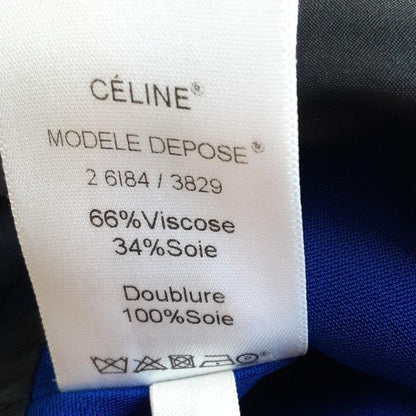 CÉLINE®
MODELE DEPOSE®
2 6184 / 3829
66%Viscose
34%Soie
Doublure
100%Soie